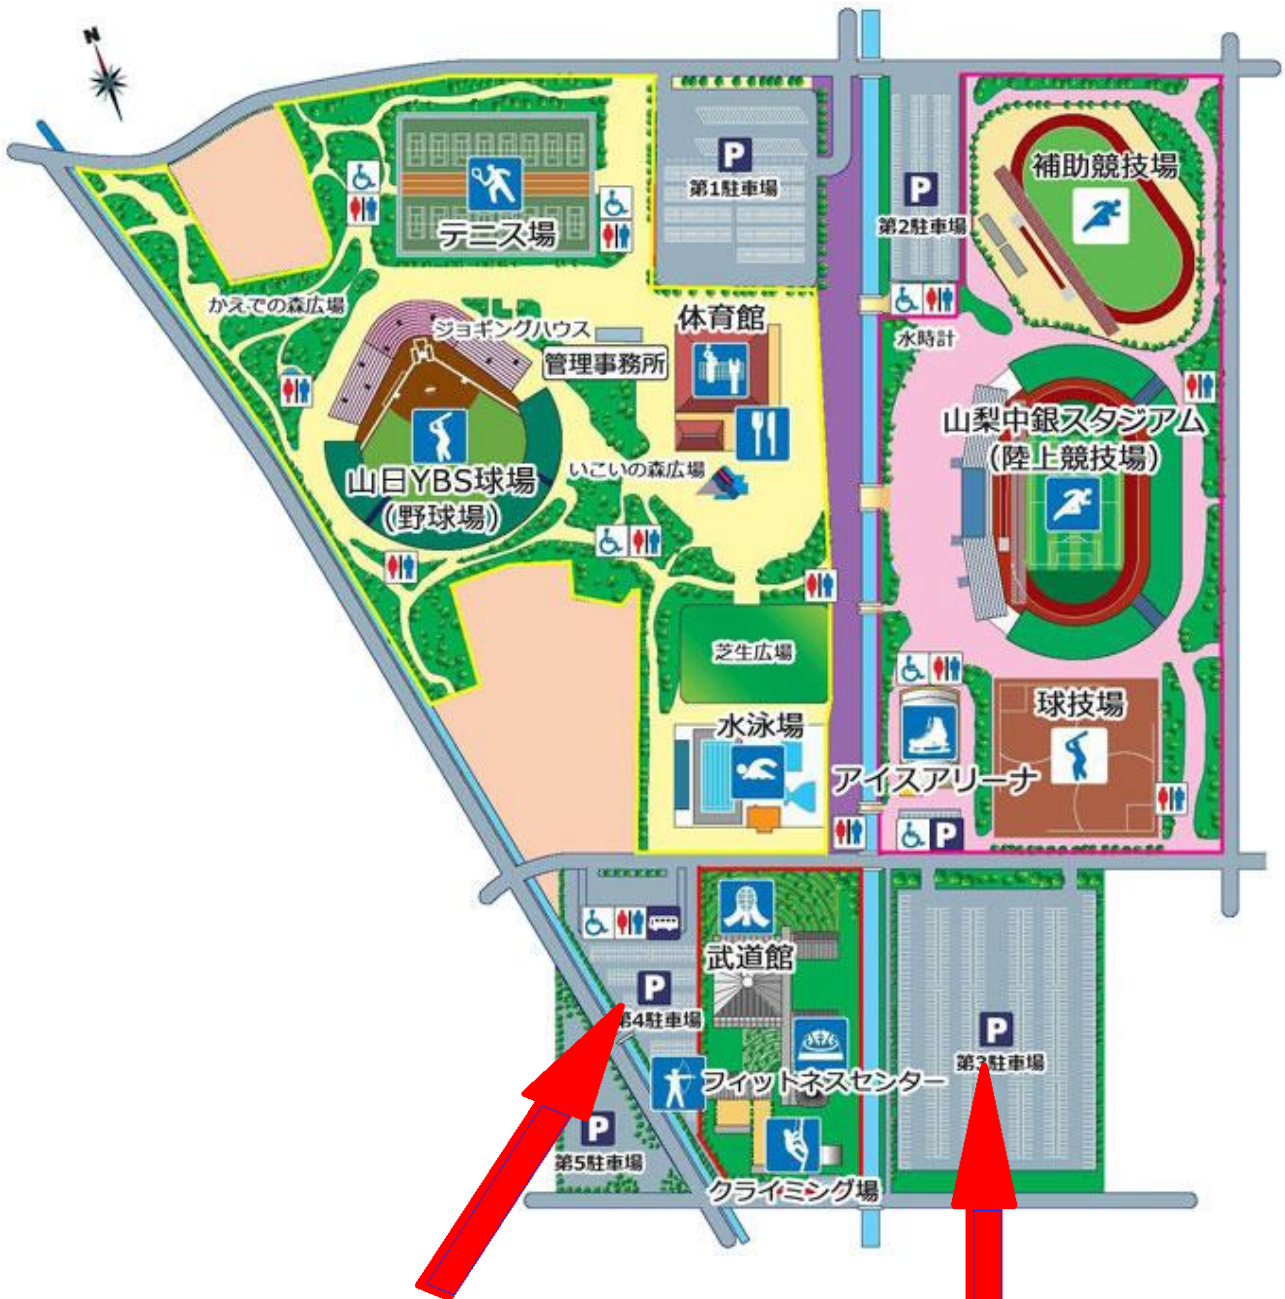 N
補助競技場
P
第1駐車場
P
第2駐車場
テニス場
かえでの森広場
ジョギングハウス
体育館
水時計
管理事務所
山梨中銀スタジアム
(陸上競技場)
いこいの森広場
山日YBS球場
(野球場)
芝生広場
水泳場
球技場
アイスアリーナ
P
武道館
P
第4駐車場
P
第3駐車場
フィットネスセンター
P
第5駐車場
クライミング場